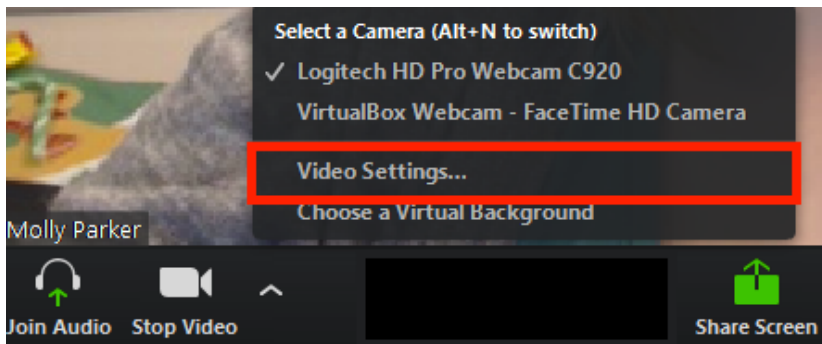 Select a Camera (Alt+N to switch)
✓ Logitech HD Pro Webcam C920
VirtualBox Webcam - FaceTime HD Camera
Video Settings...
Choose a Virtual Background
Molly Parker
Join Audio
Stop Video
Share Screen